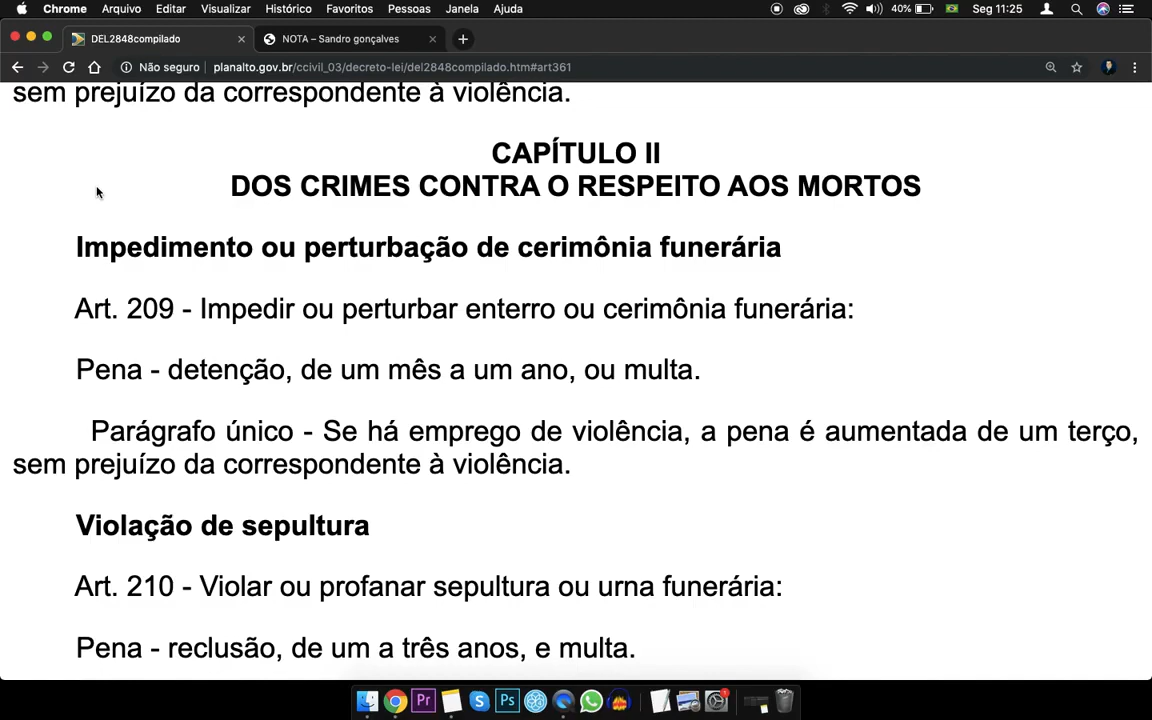 Chrome Arquivo Editar Visualizar Histórico Favoritos Pessoas Janela Ajuda 40% Seg 11:25
DEL2848compilado NOTA – Sandro gonçalves
Não seguro planalto.gov.br/ccivil_03/decreto-lei/del2848compilado.htm#art361
sem prejuízo da correspondente à violência.
CAPÍTULO II
DOS CRIMES CONTRA O RESPEITO AOS MORTOS
Impedimento ou perturbação de cerimônia funerária
Art. 209 - Impedir ou perturbar enterro ou cerimônia funerária:
Pena - detenção, de um mês a um ano, ou multa.
Parágrafo único - Se há emprego de violência, a pena é aumentada de um terço,
sem prejuízo da correspondente à violência.
Violação de sepultura
Art. 210 - Violar ou profanar sepultura ou urna funerária:
Pena - reclusão, de um a três anos, e multa.
Pr Ps